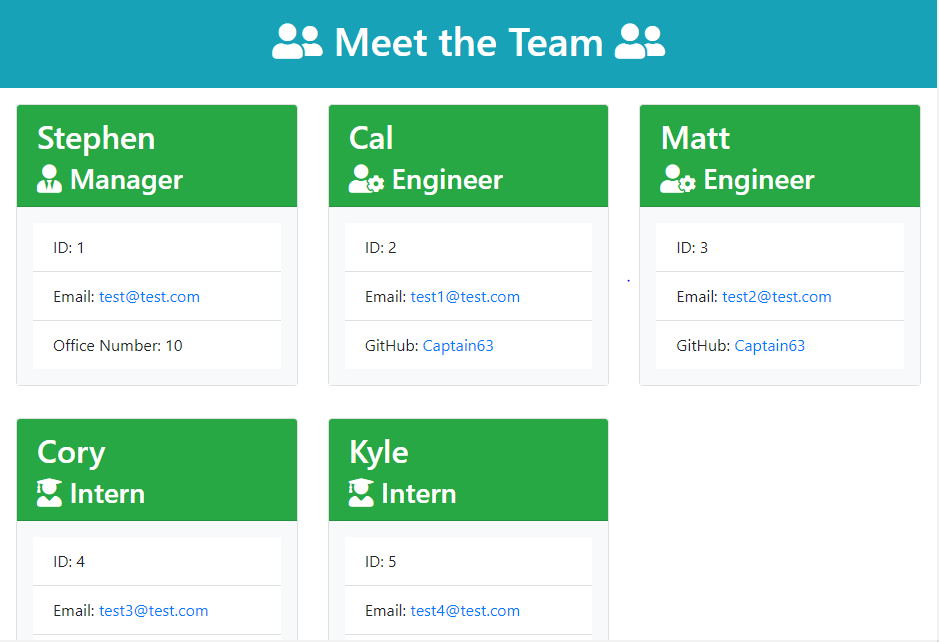 Meet the Team
Stephen
Manager
ID: 1
Email: test@test.com
Office Number: 10
Cal
Engineer
ID: 2
Email: test1@test.com
GitHub: Captain63
Matt
Engineer
ID: 3
Email: test2@test.com
GitHub: Captain63
Cory
Intern
ID: 4
Email: test3@test.com
Kyle
Intern
ID: 5
Email: test4@test.com